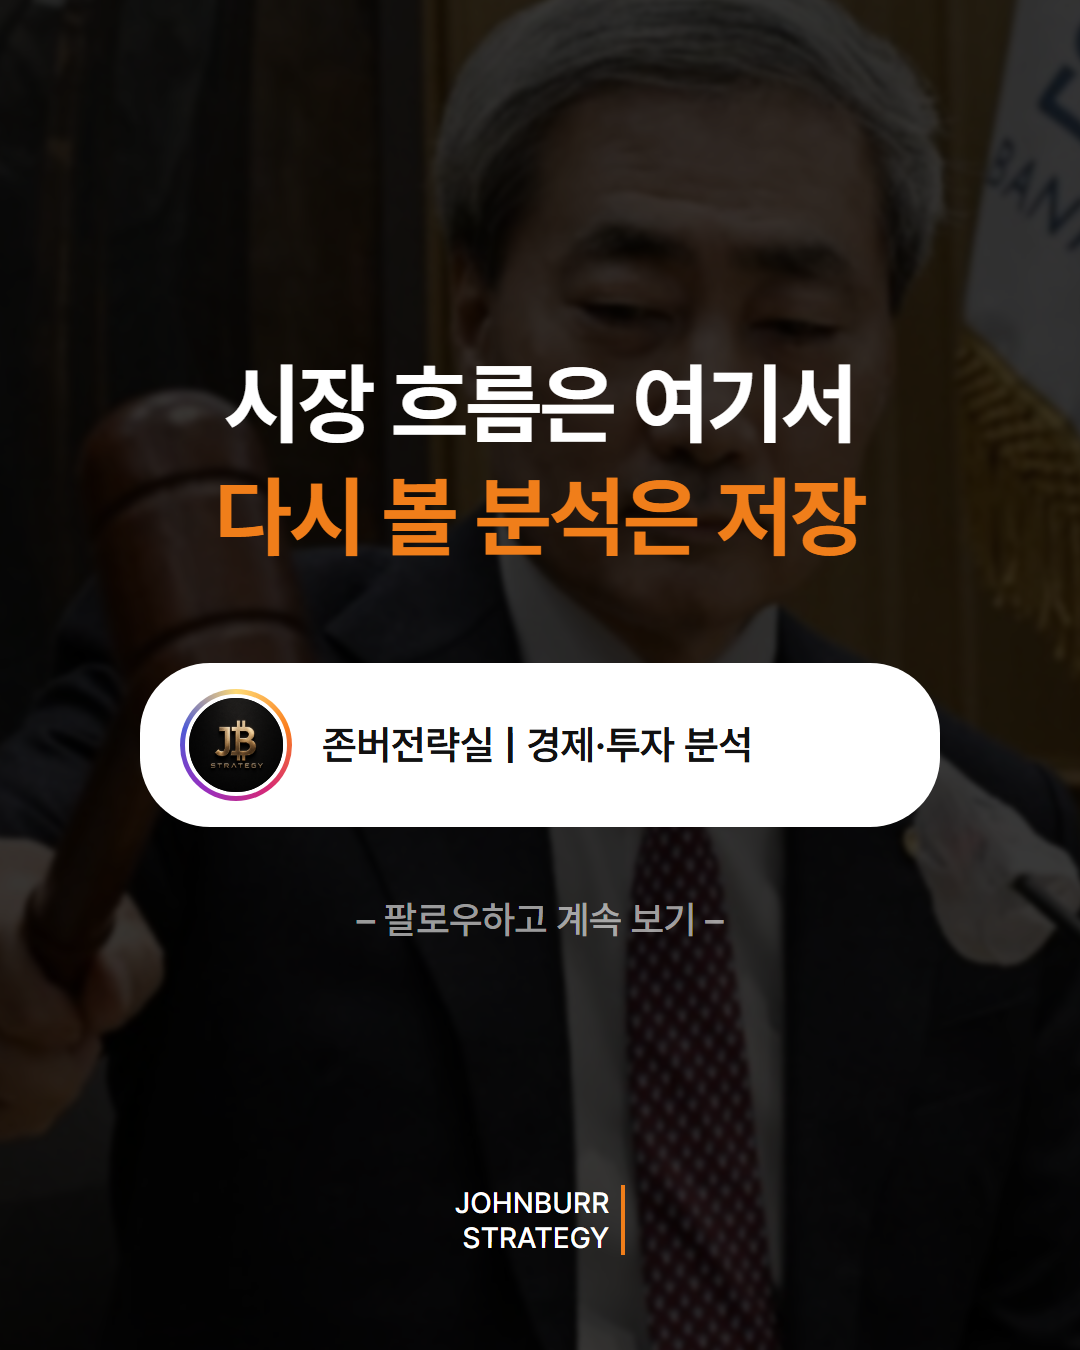 BAN
시장 흐름은 여기서
다시 볼 분석은 저장
JB
STRATEGY
존버전략실 | 경제·투자 분석
– 팔로우하고 계속 보기 –
JOHNBURR
STRATEGY